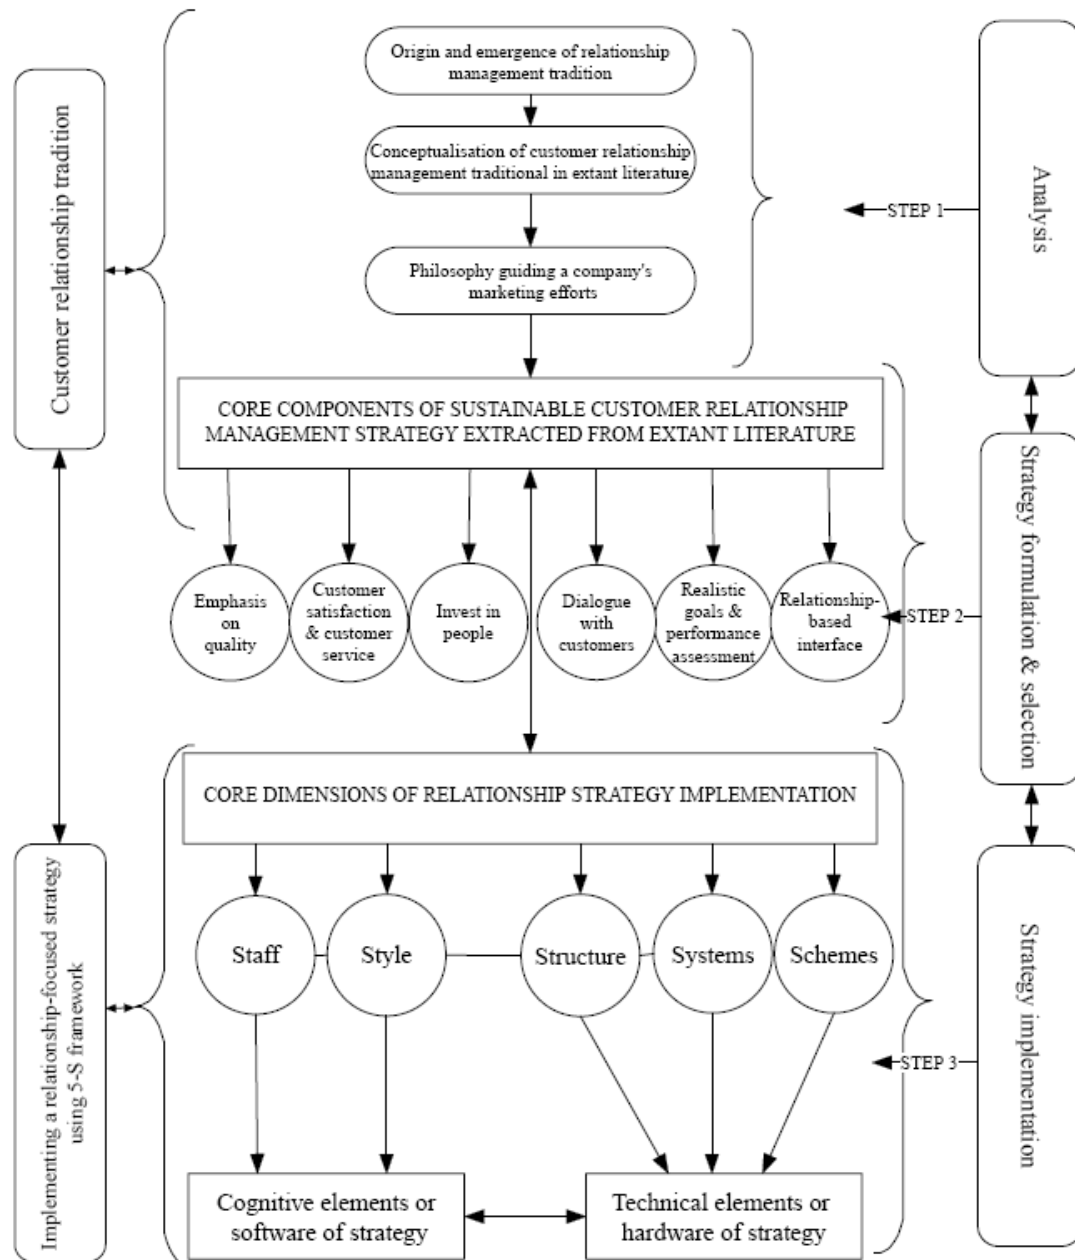 Origin and emergence of relationship
management tradition
Conceptualisation of customer relationship
management traditional in extant literature
Philosophy guiding a company's
marketing efforts
Customer relationship tradition
STEP 1
Analysis
CORE COMPONENTS OF SUSTAINABLE CUSTOMER RELATIONSHIP
MANAGEMENT STRATEGY EXTRACTED FROM EXTANT LITERATURE
Emphasis
on
quality
Customer
satisfaction
& customer
service
Invest in
people
Dialogue
with
customers
Realistic
goals &
performance
assessment
Relationship-
based
interface
STEP 2
Strategy formulation & selection
CORE DIMENSIONS OF RELATIONSHIP STRATEGY IMPLEMENTATION
Staff
Style
Structure
Systems
Schemes
Implementing a relationship-focused strategy
using 5-S framework
STEP 3
Strategy implementation
Cognitive elements or
software of strategy
Technical elements or
hardware of strategy